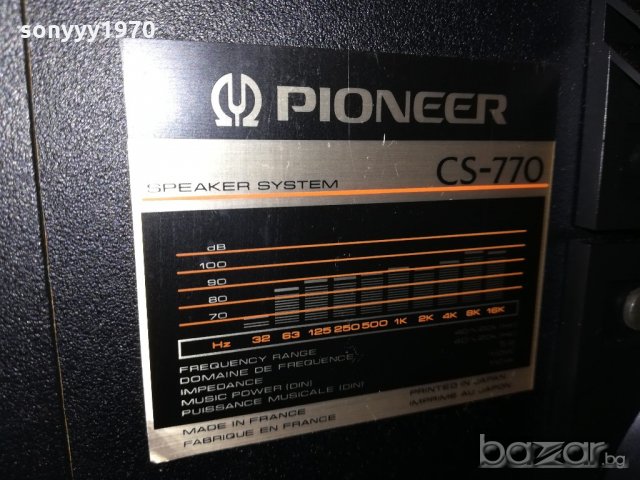 sonyyy1970
PIONEER
SPEAKER SYSTEM CS-770
dB
100
90
80
70
Hz 32 63 125 250 500 1K 2K 4K 8K 16K
FREQUENCY RANGE
DOMAINE DE FREQUENCE
IMPEDANCE
MUSIC POWER (DIN)
PUISSANCE MUSICALE (DIN)
PRINTED IN JAPAN
IMPRIME AU JAPON
MADE IN FRANCE
FABRIQUE EN FRANCE
bazar.bg